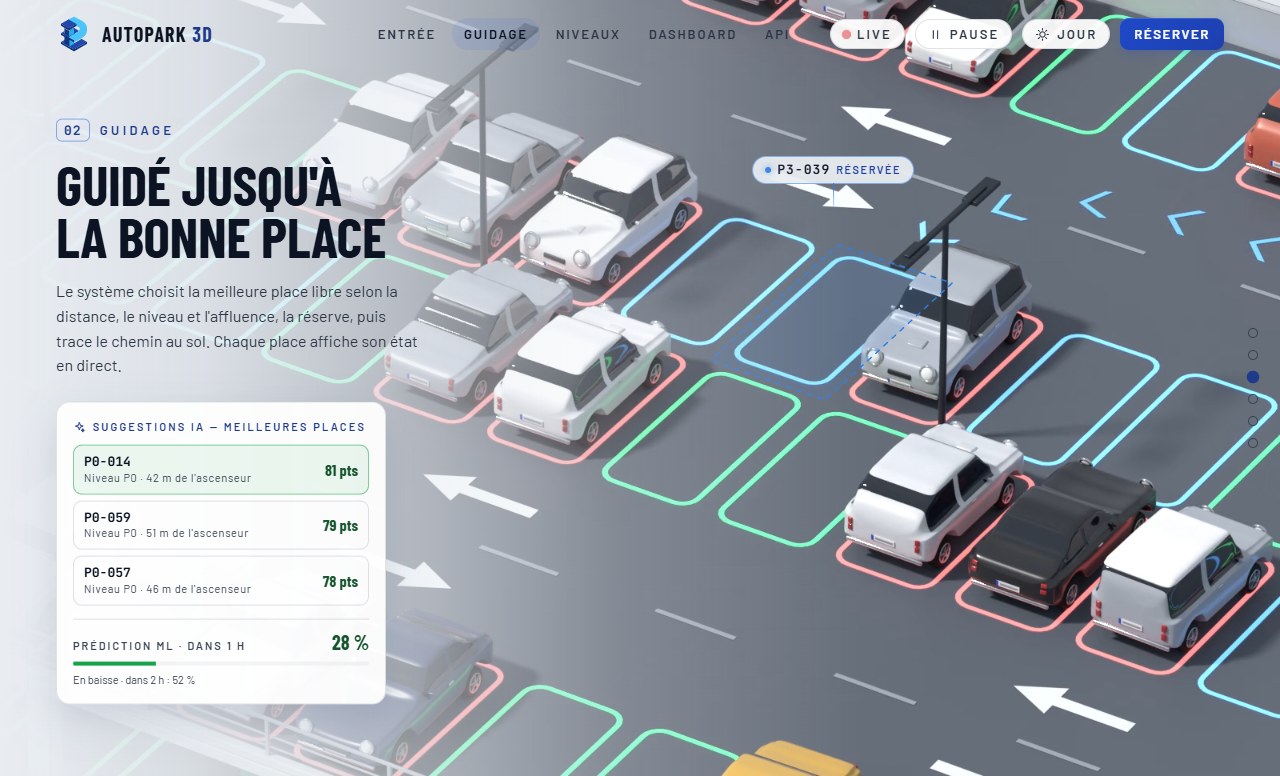 AUTOPARK 3D
ENTRÉE
GUIDAGE
NIVEAUX
DASHBOARD
API
LIVE
PAUSE
JOUR
RÉSERVER
02 GUIDAGE
GUIDÉ JUSQU'À
LA BONNE PLACE
Le système choisit la meilleure place libre selon la
distance, le niveau et l'affluence, la réserve, puis
trace le chemin au sol. Chaque place affiche son état
en direct.
P3-039 RÉSERVÉE
SUGGESTIONS IA — MEILLEURES PLACES
P0-014
Niveau P0 · 42 m de l'ascenseur
81 pts
P0-059
Niveau P0 · 51 m de l'ascenseur
79 pts
P0-057
Niveau P0 · 46 m de l'ascenseur
78 pts
PRÉDICTION ML · DANS 1 H
28 %
En baisse · dans 2 h : 52 %